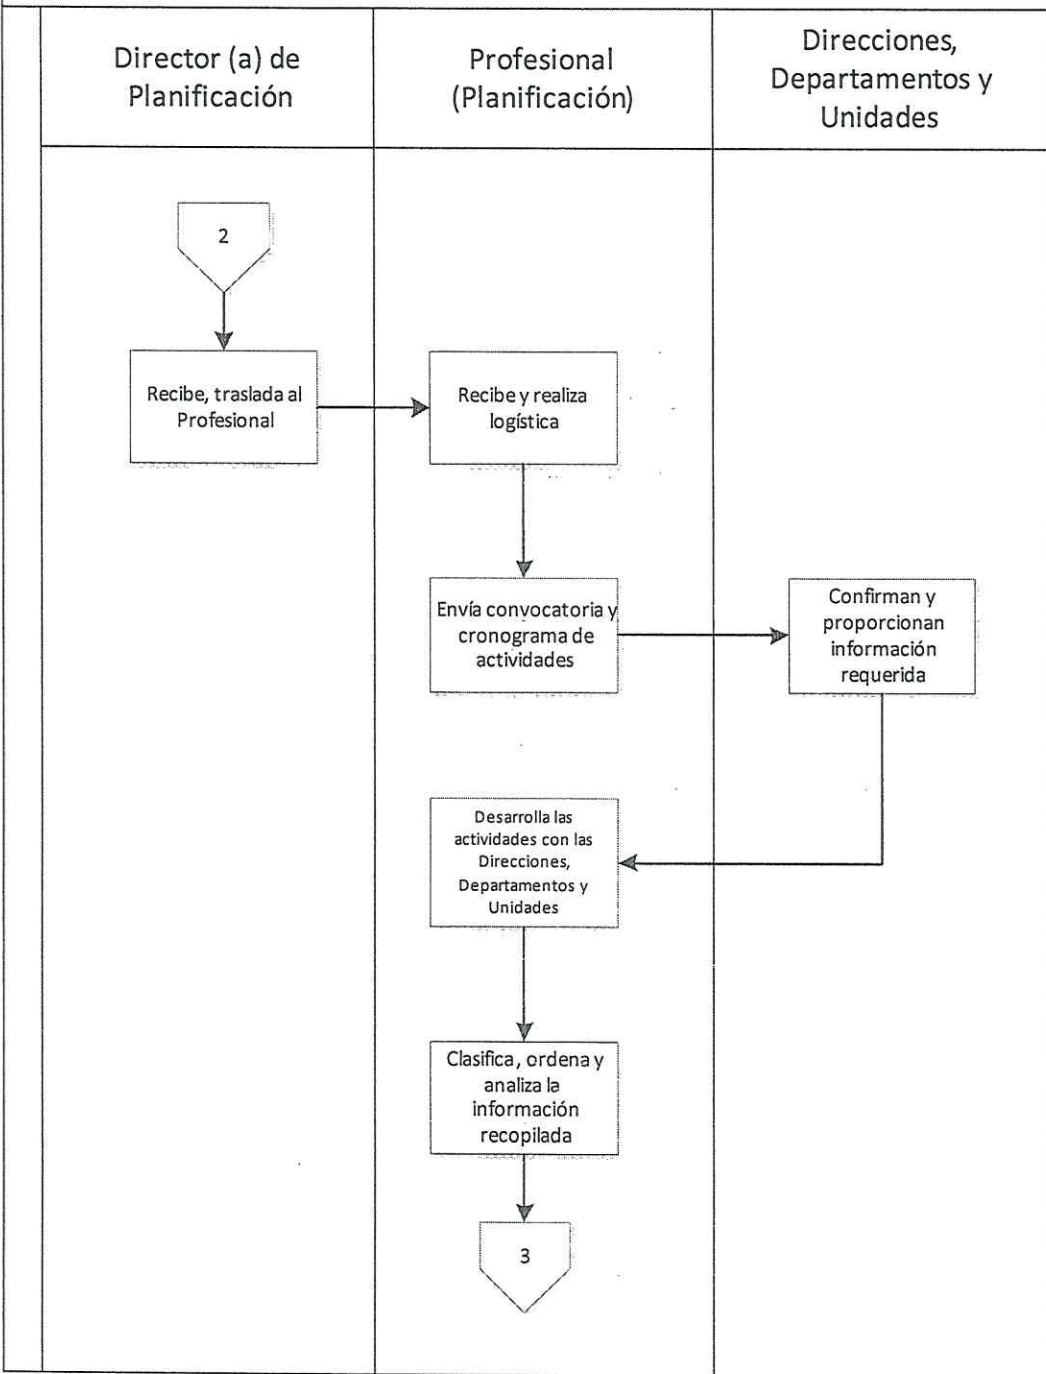 Director (a) de
Planificación
Profesional
(Planificación)
Direcciones,
Departamentos y
Unidades
2
Recibe, traslada al
Profesional
Recibe y realiza
logística
Envía convocatoria y
cronograma de
actividades
Confirman y
proporcionan
información
requerida
Desarrolla las
actividades con las
Direcciones,
Departamentos y
Unidades
Clasifica, ordena y
analiza la
información
recopilada
3